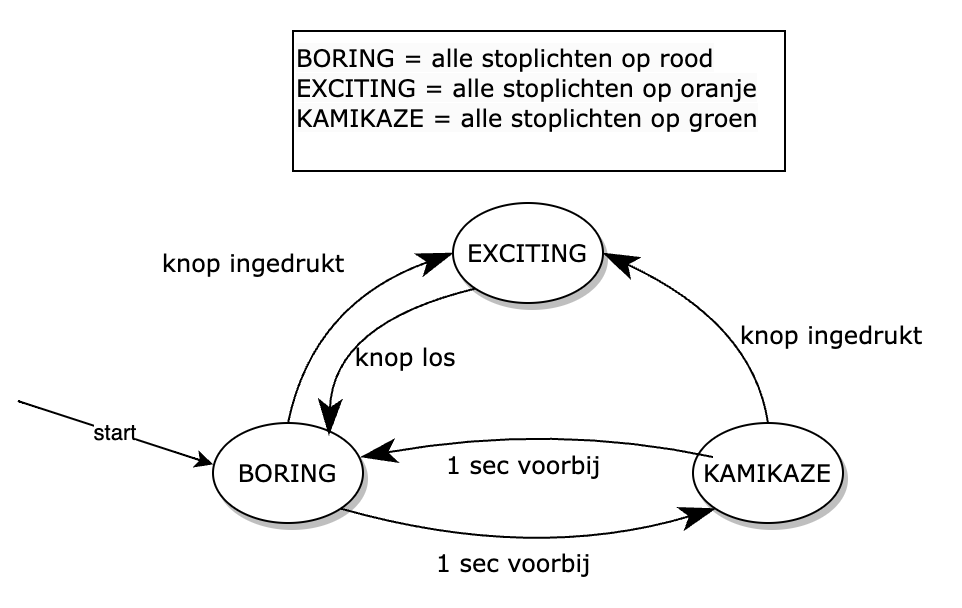 BORING = alle stoplichten op rood
EXCITING = alle stoplichten op oranje
KAMIKAZE = alle stoplichten op groen
EXCITING
knop ingedrukt
knop ingedrukt
knop los
start
BORING
1 sec voorbij
KAMIKAZE
1 sec voorbij